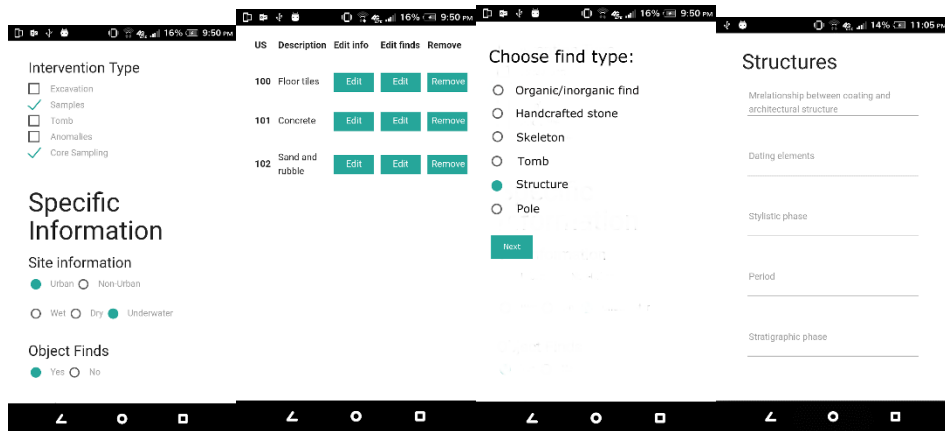 16% 9:50 PM
Intervention Type
Excavation
Samples
Tomb
Anomalies
Core Sampling
Specific
Information
Site information
Urban Non-Urban
Wet Dry Underwater
Object Finds
Yes No
16% 9:50 PM
US Description Edit info Edit finds Remove
100 Floor tiles Edit Edit Remove
101 Concrete Edit Edit Remove
102 Sand and
rubble Edit Edit Remove
16% 9:50 PM
Choose find type:
Organic/inorganic find
Handcrafted stone
Skeleton
Tomb
Structure
Pole
Next
14% 11:05 PM
Structures
Mrelationship between coating and
architectural structure
Dating elements
Stylistic phase
Period
Stratigraphic phase